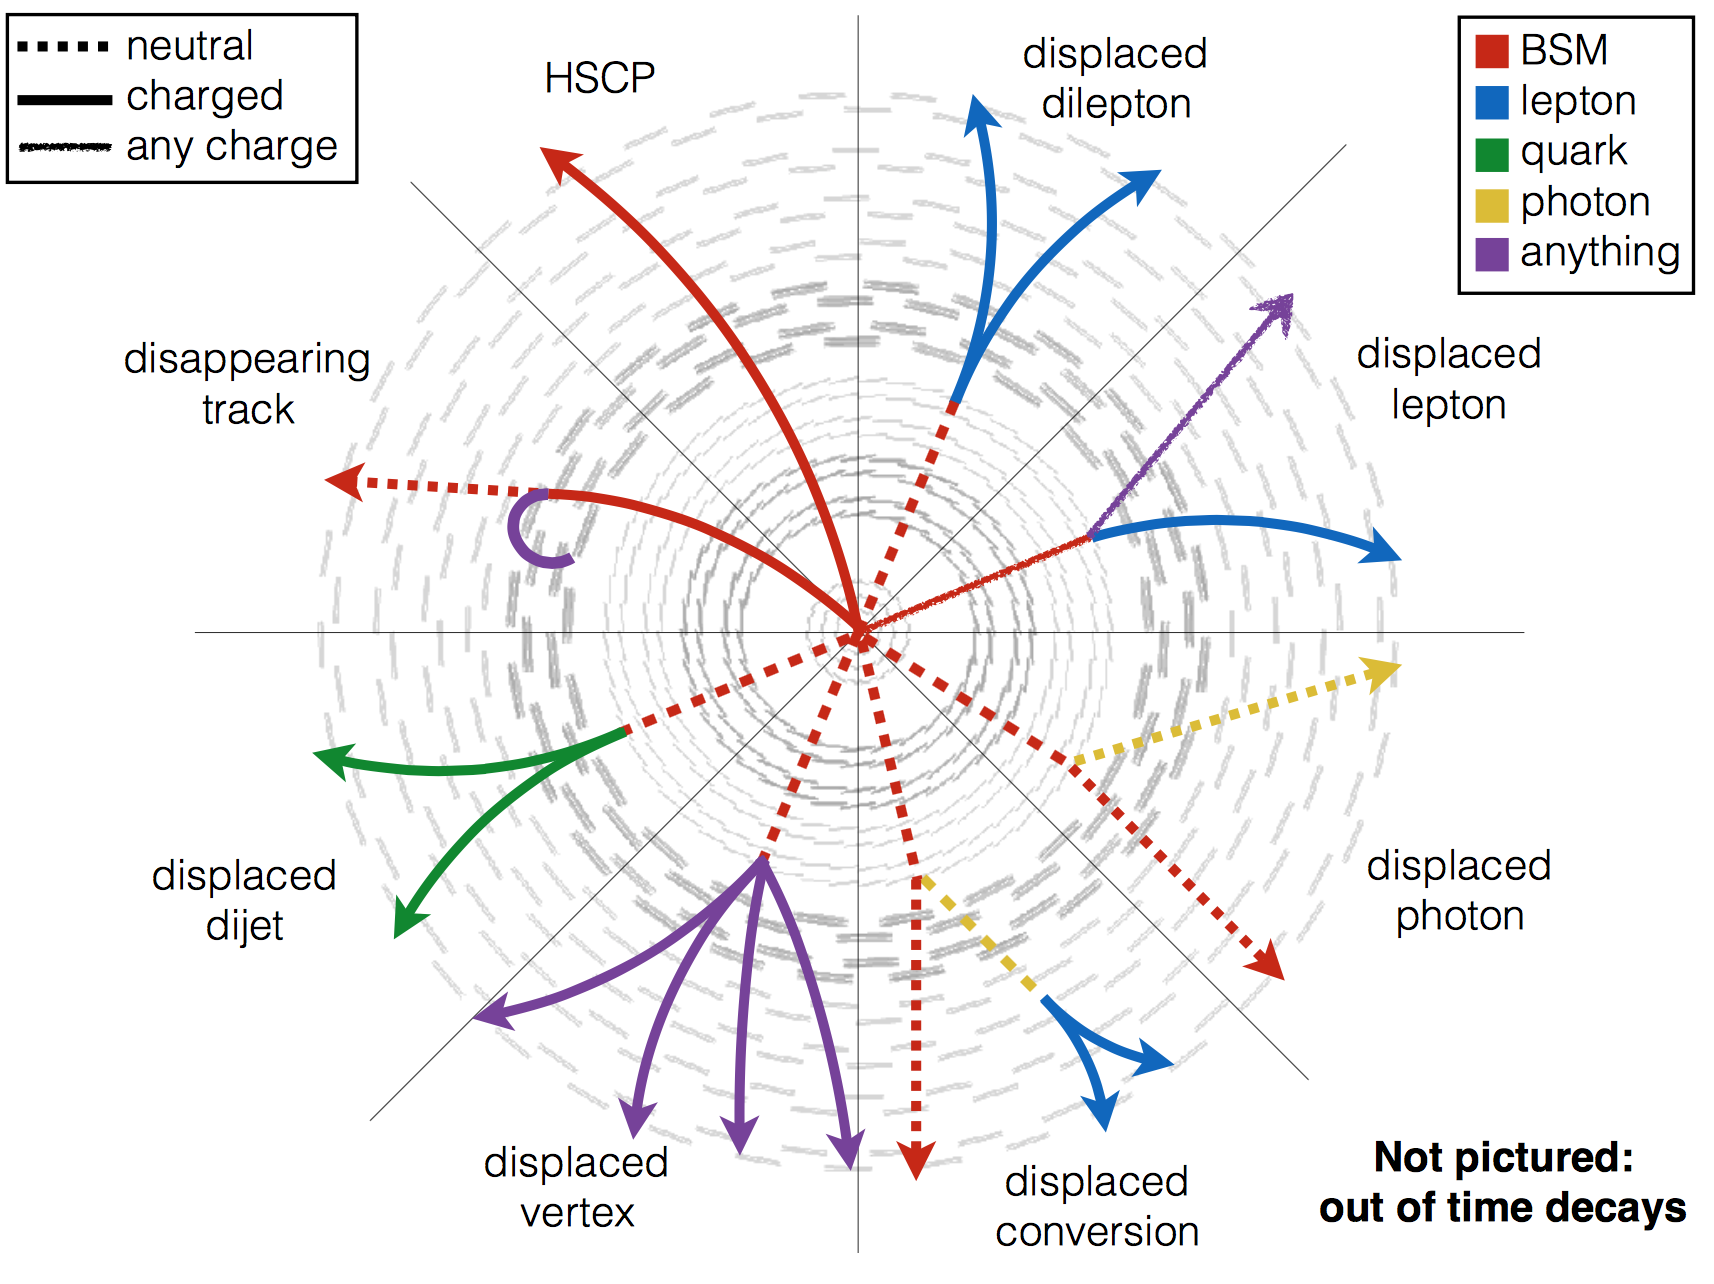 neutral
charged
any charge
HSCP
displaced
dilepton
BSM
lepton
quark
photon
anything
disappearing
track
displaced
lepton
displaced
dijet
displaced
photon
displaced
vertex
displaced
conversion
Not pictured:
out of time decays